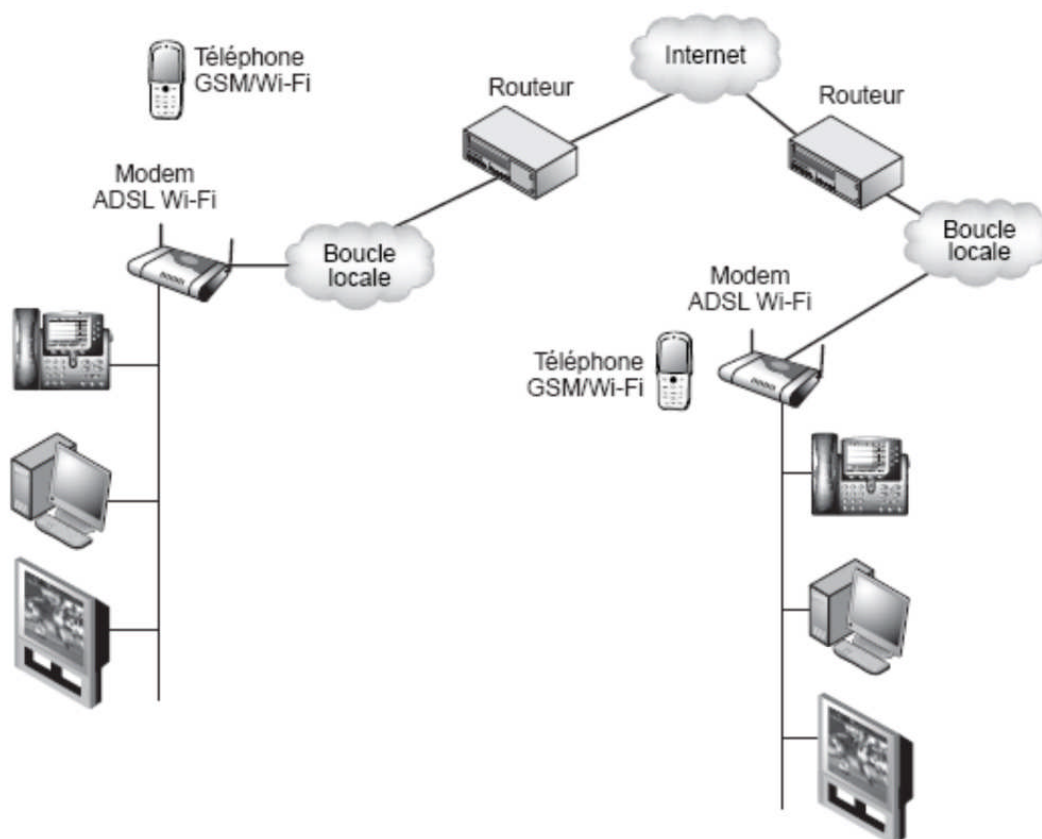 Téléphone
GSM/Wi-Fi
Internet
Routeur
Routeur
Modem
ADSL Wi-Fi
Boucle
locale
Boucle
locale
Modem
ADSL Wi-Fi
Téléphone
GSM/Wi-Fi